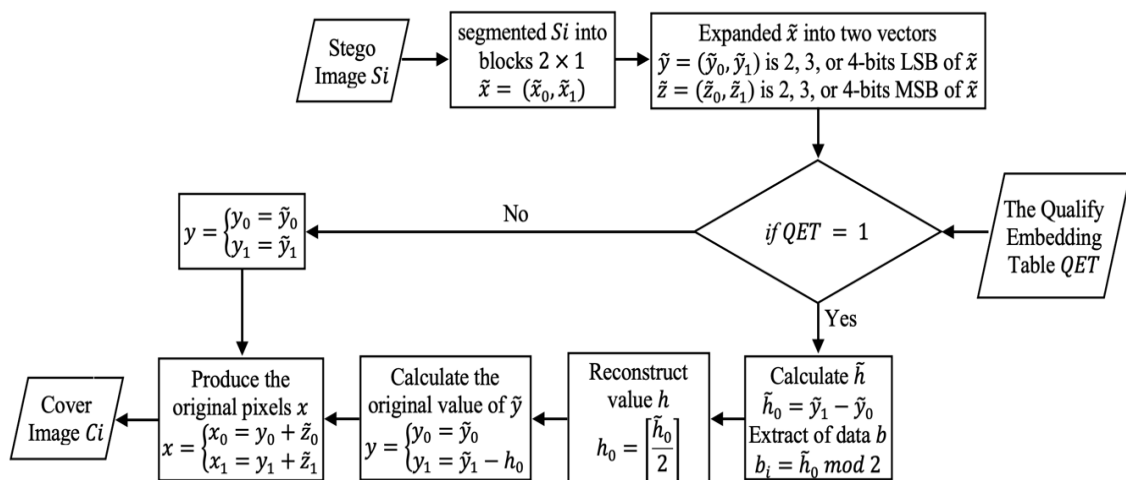 Stego
Image Si
segmented Si into
blocks 2 × 1
x̃ = (x̃₀, x̃₁)
Expanded x̃ into two vectors
ỹ = (ỹ₀, ỹ₁) is 2, 3, or 4-bits LSB of x̃
z̃ = (z̃₀, z̃₁) is 2, 3, or 4-bits MSB of x̃
if QET = 1
The Qualify
Embedding
Table QET
No
y = {y₀ = ỹ₀
y₁ = ỹ₁
Yes
Calculate h̃
h̃₀ = ỹ₁ − ỹ₀
Extract of data b
bᵢ = h̃₀ mod 2
Reconstruct
value h
h₀ = ⌈h̃₀/2⌉
Calculate the
original value of ỹ
y = {y₀ = ỹ₀
y₁ = ỹ₁ − h₀
Produce the
original pixels x
x = {x₀ = y₀ + z̃₀
x₁ = y₁ + z̃₁
Cover
Image Ci